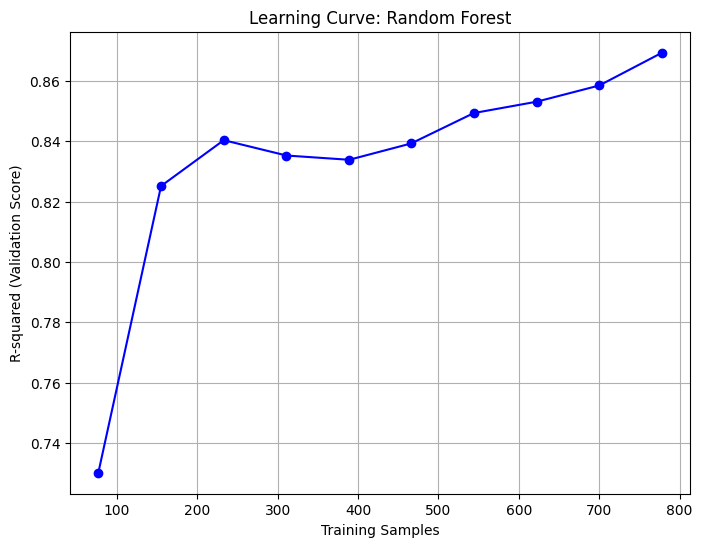 Learning Curve: Random Forest
R-squared (Validation Score)
0.86
0.84
0.82
0.80
0.78
0.76
0.74
100 200 300 400 500 600 700 800
Training Samples